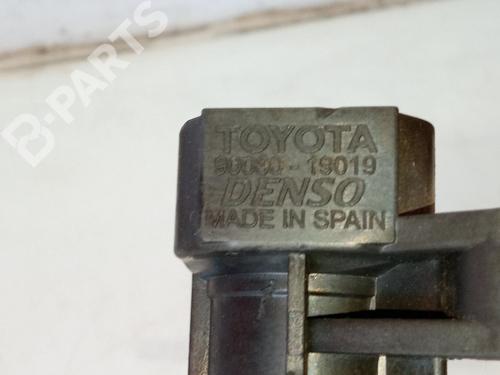 B-PARTS
TOYOTA
90080-19019
DENSO
MADE IN SPAIN